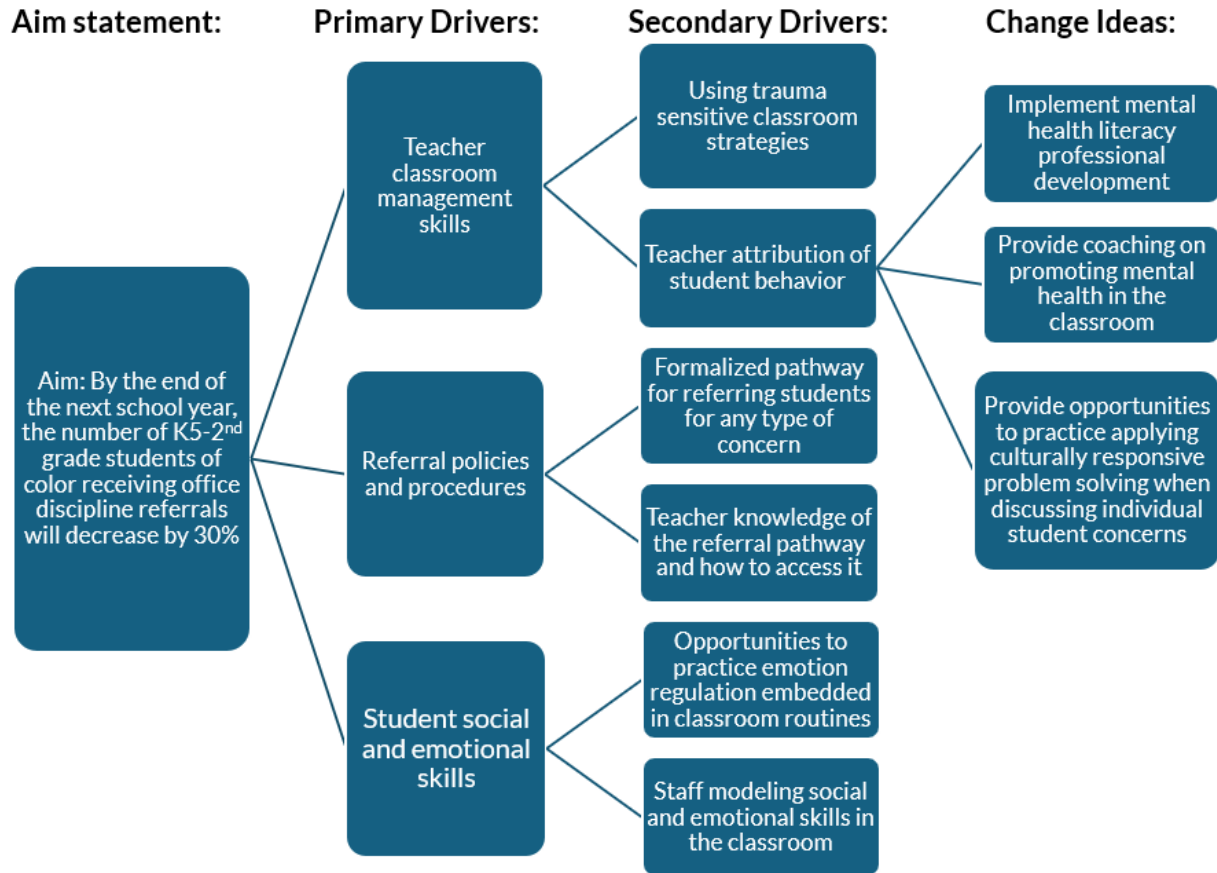 Aim statement:
Primary Drivers:
Secondary Drivers:
Change Ideas:
Aim: By the end of
the next school year,
the number of K5-2nd
grade students of
color receiving office
discipline referrals
will decrease by 30%
Teacher
classroom
management
skills
Referral policies
and procedures
Student social
and emotional
skills
Using trauma
sensitive classroom
strategies
Teacher attribution of
student behavior
Formalized pathway
for referring students
for any type of
concern
Teacher knowledge of
the referral pathway
and how to access it
Opportunities to
practice emotion
regulation embedded
in classroom routines
Staff modeling social
and emotional skills in
the classroom
Implement mental
health literacy
professional
development
Provide coaching on
promoting mental
health in the
classroom
Provide opportunities
to practice applying
culturally responsive
problem solving when
discussing individual
student concerns